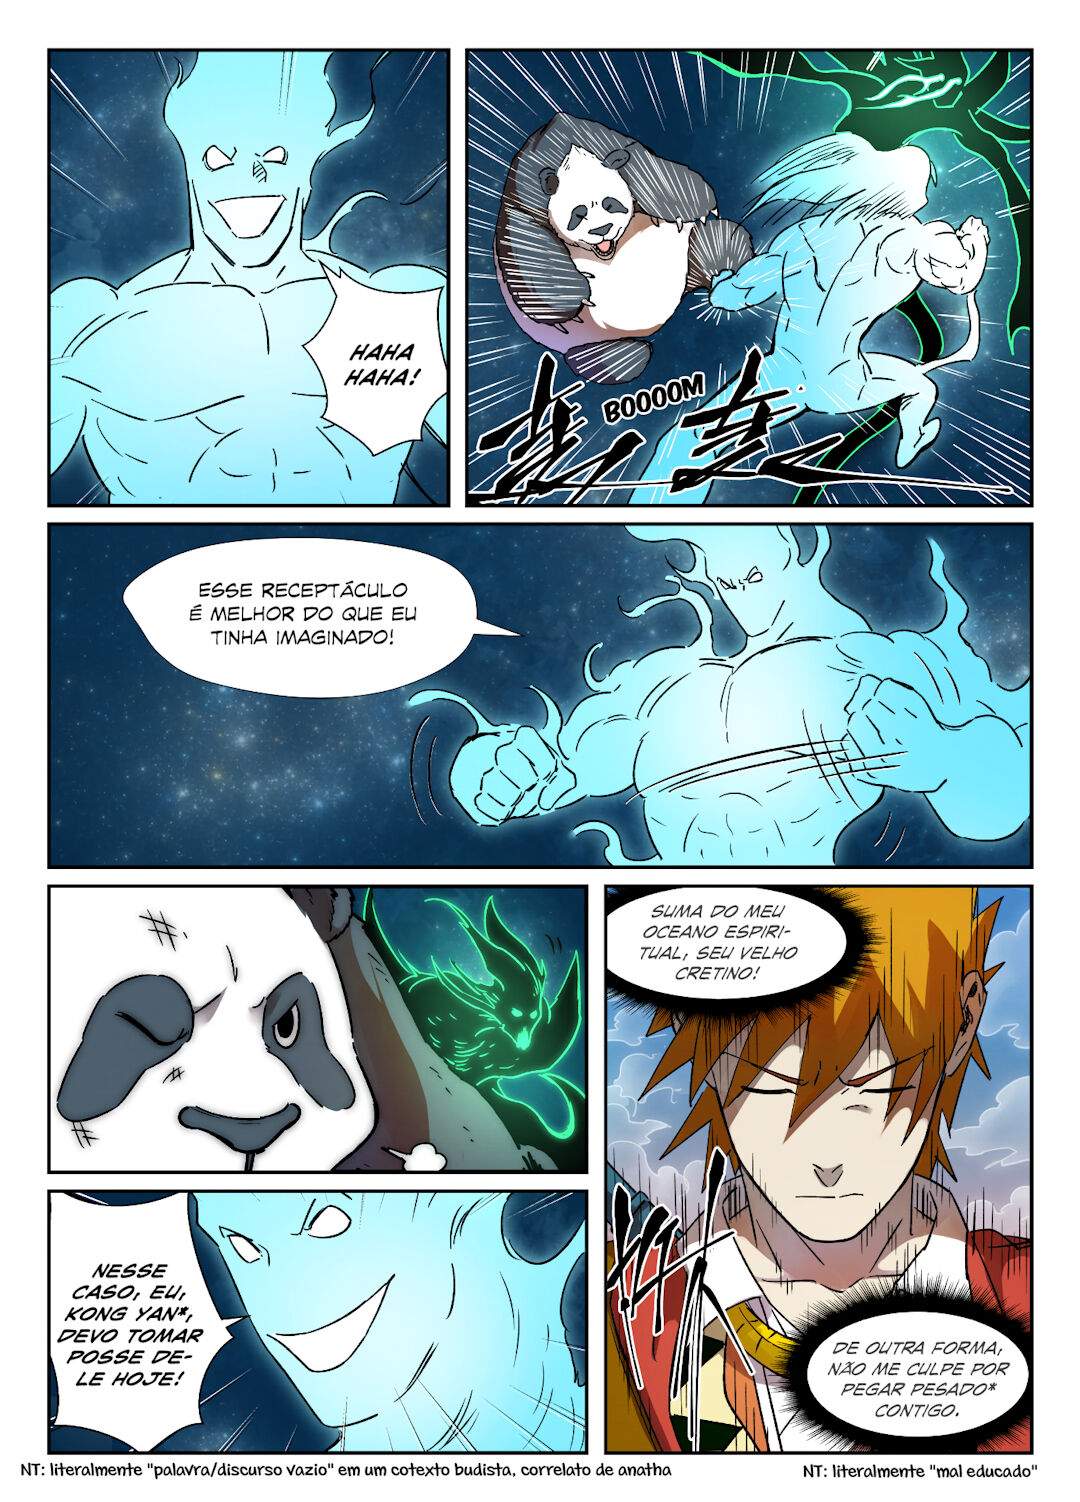 HAHA
HAHA!
BOOOOM
ESSE RECEPTÁCULO
É MELHOR DO QUE EU
TINHA IMAGINADO!
SUMA DO MEU
OCEANO ESPIRI-
TUAL, SEU VELHO
CRETINO!
NESSE
CASO, EU,
KONG YAN*,
DEVO TOMAR
POSSE DE-
LE HOJE!
DE OUTRA FORMA,
NÃO ME CULPE POR
PEGAR PESADO*
CONTIGO.
NT: literalmente "palavra/discurso vazio" em um cotexto budista, correlato de anatha
NT: literalmente "mal educado"